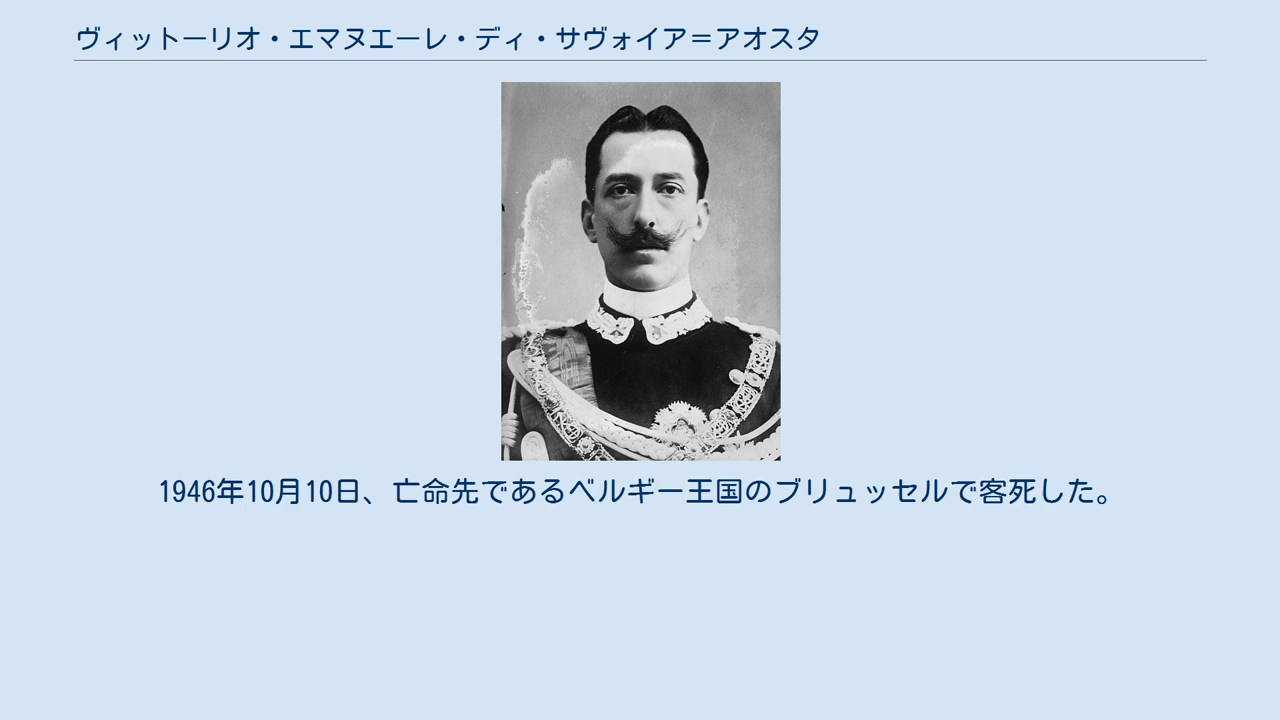 ヴィットーリオ・エマヌエーレ・ディ・サヴォイア＝アオスタ
1946年10月10日、亡命先であるベルギー王国のブリュッセルで客死した。